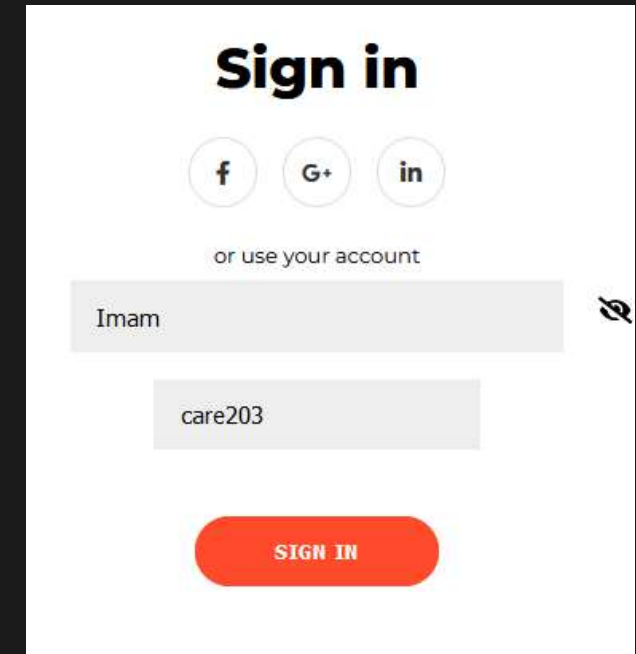 Sign in
f G+ in
or use your account
Imam
care203
SIGN IN